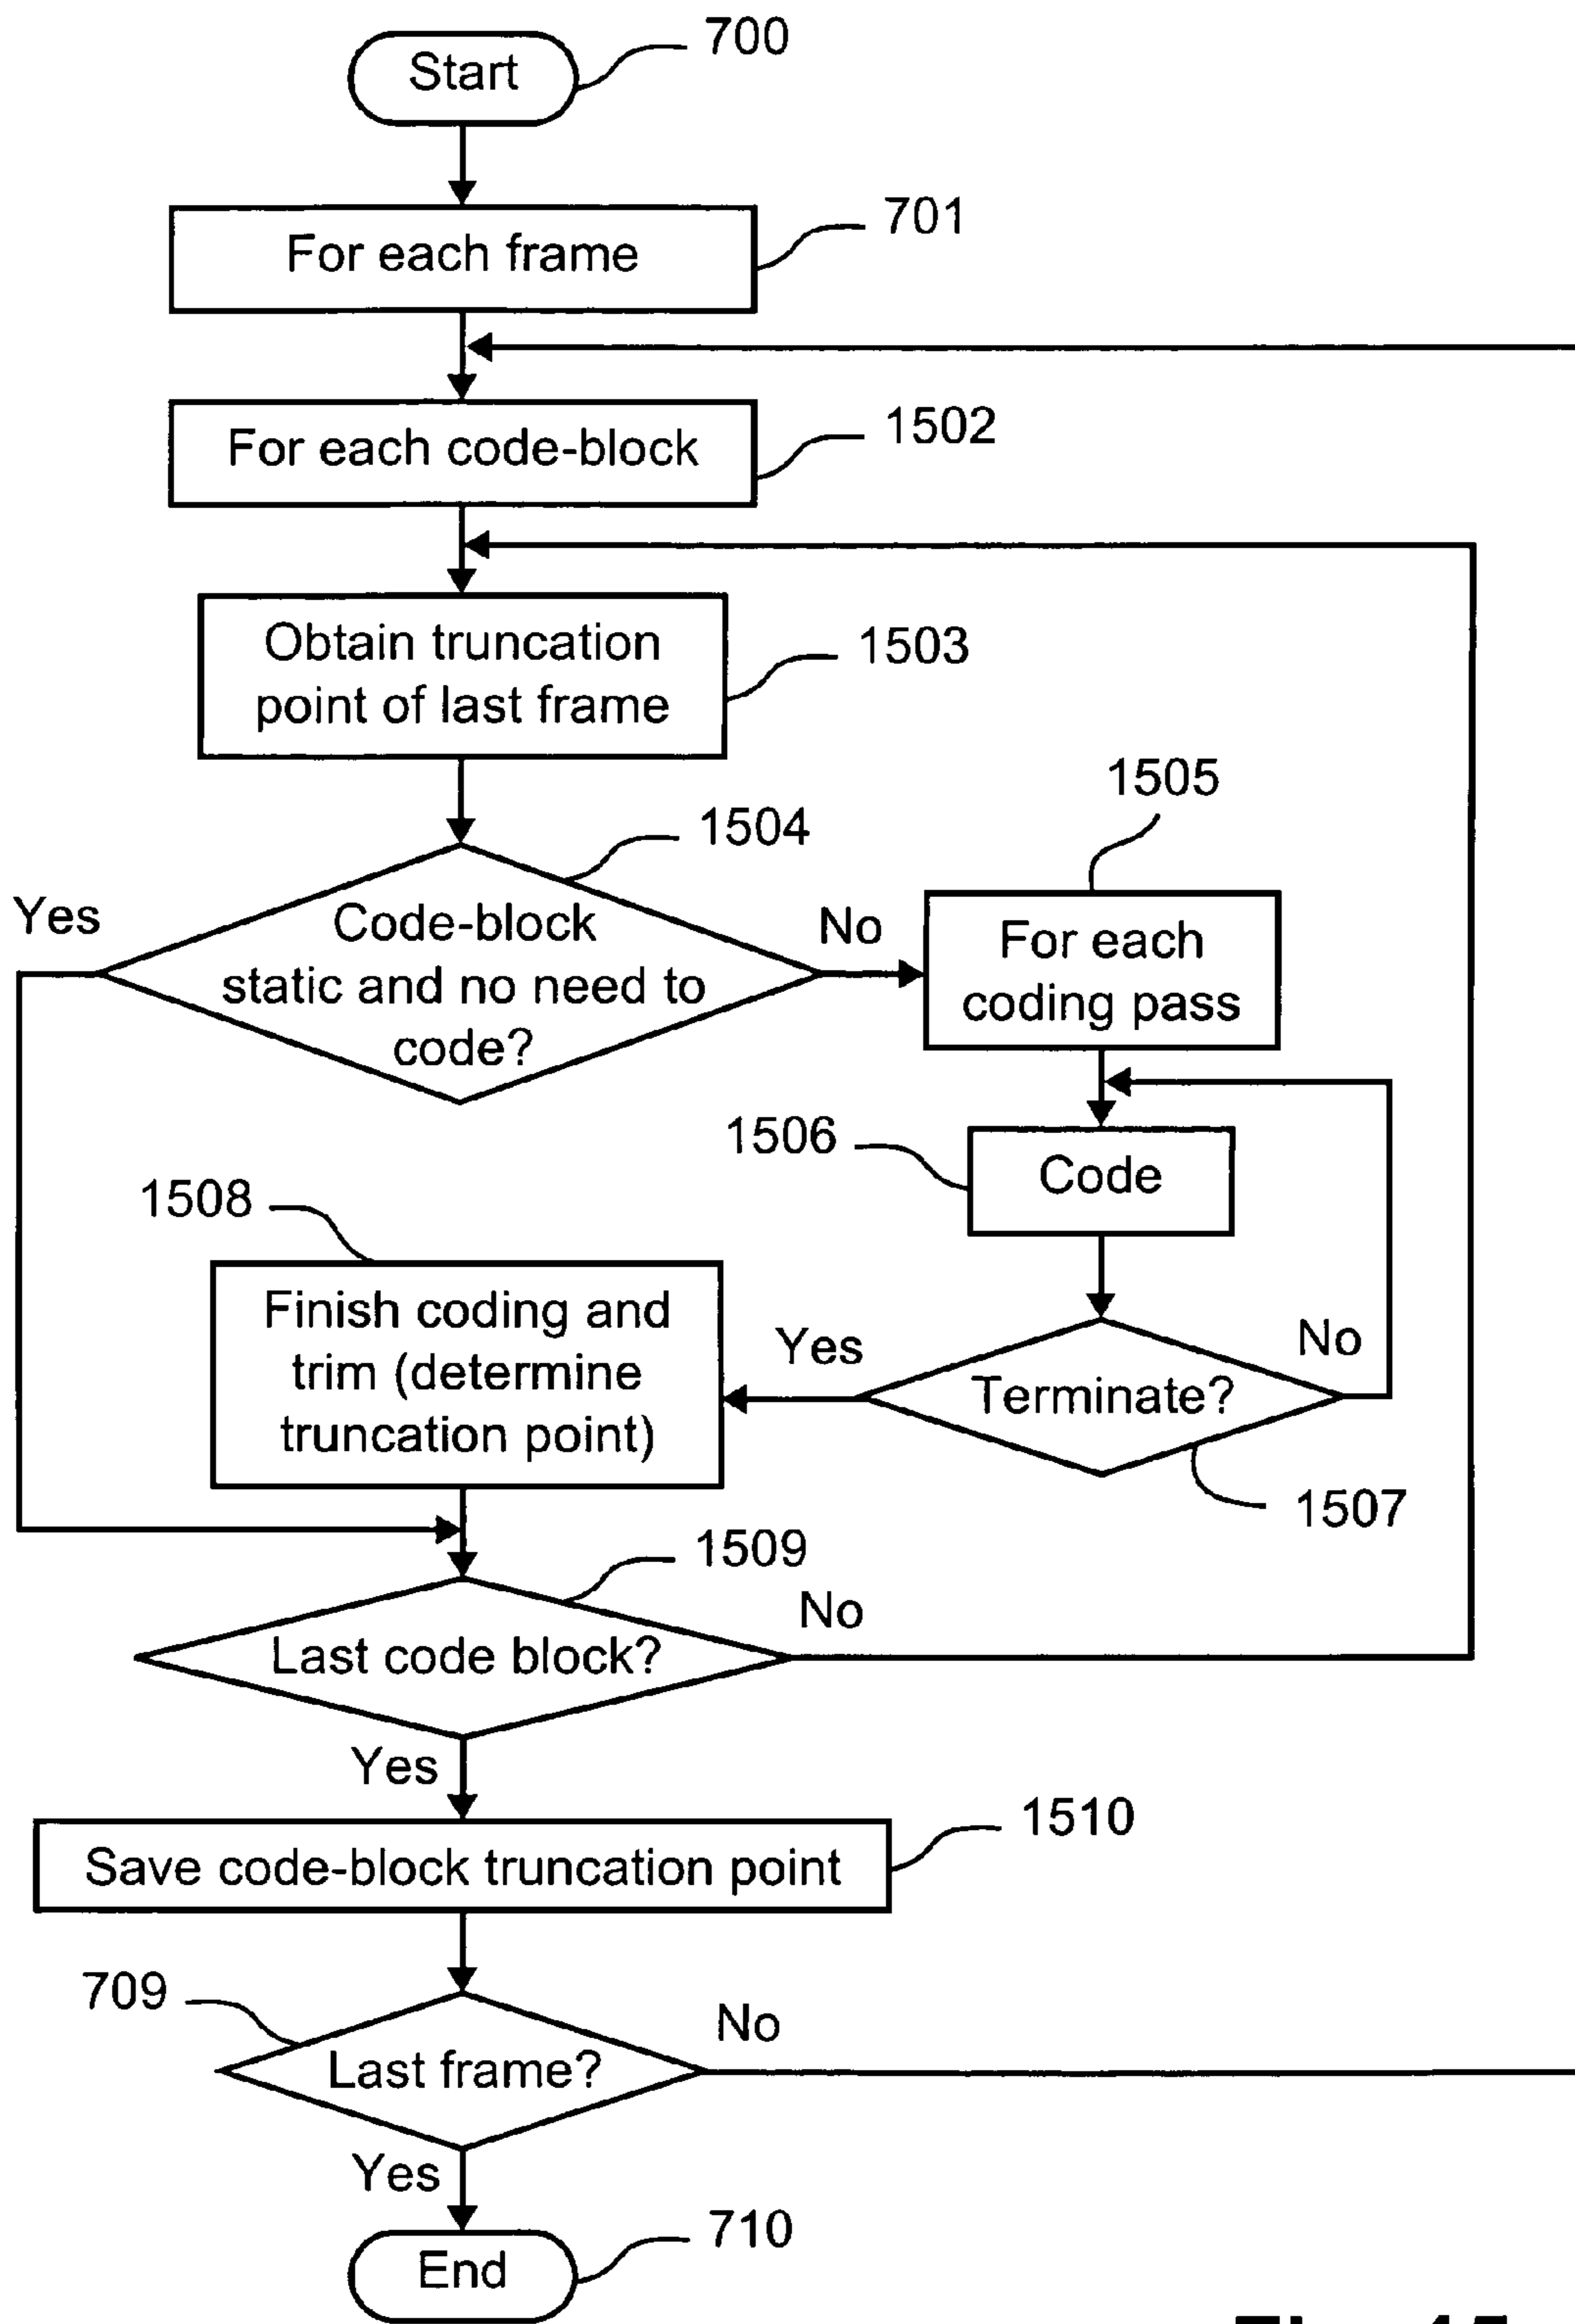 Start
700
For each frame
701
For each code-block
1502
Obtain truncation
point of last frame
1503
1504
Yes
Code-block
static and no need to
code?
No
1505
For each
coding pass
1506
Code
1508
Finish coding and
trim (determine
truncation point)
Yes
Terminate?
No
1507
1509
Last code block?
No
Yes
Save code-block truncation point
1510
709
Last frame?
No
Yes
End
710